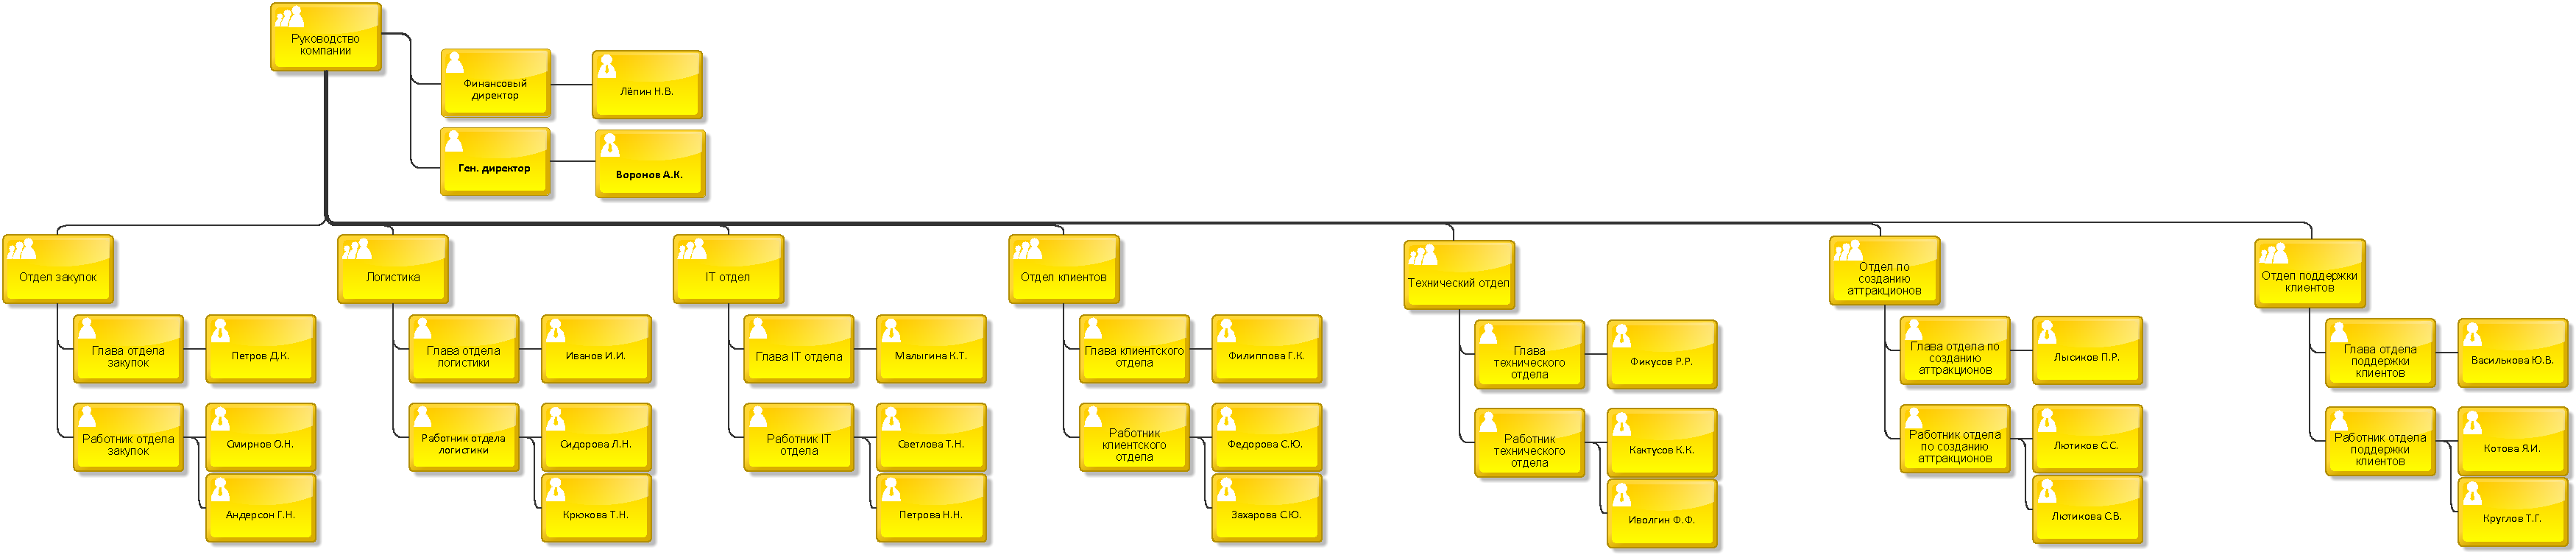 Руководство
компании
Финансовый
директор
Лёпин Н.В.
Ген. директор
Воронов А.К.
Отдел закупок
Логистика
IT отдел
Отдел клиентов
Технический отдел
Отдел по
созданию
аттракционов
Отдел поддержки
клиентов
Глава отдела
закупок
Петров Д.К.
Глава отдела
логистики
Иванов И.И.
Глава IT отдела
Малыгина К.Т.
Глава клиентского
отдела
Филиппова Г.К.
Глава
технического
отдела
Фикусов Р.Р.
Глава отдела по
созданию
аттракционов
Лысиков П.Р.
Глава отдела
поддержки
клиентов
Василькова Ю.В.
Работник отдела
закупок
Смирнов О.Н.
Андерсон Г.Н.
Работник отдела
логистики
Сидорова Л.Н.
Крюкова Т.Н.
Работник IT
отдела
Светлова Т.Н.
Петрова Н.Н.
Работник
клиентского
отдела
Федорова С.Ю.
Захарова С.Ю.
Работник
технического
отдела
Кактусов К.К.
Иволгин Ф.Ф.
Работник отдела
по созданию
аттракционов
Лютиков С.С.
Лютикова С.В.
Работник отдела
поддержки
клиентов
Котова Я.И.
Круглов Т.Г.